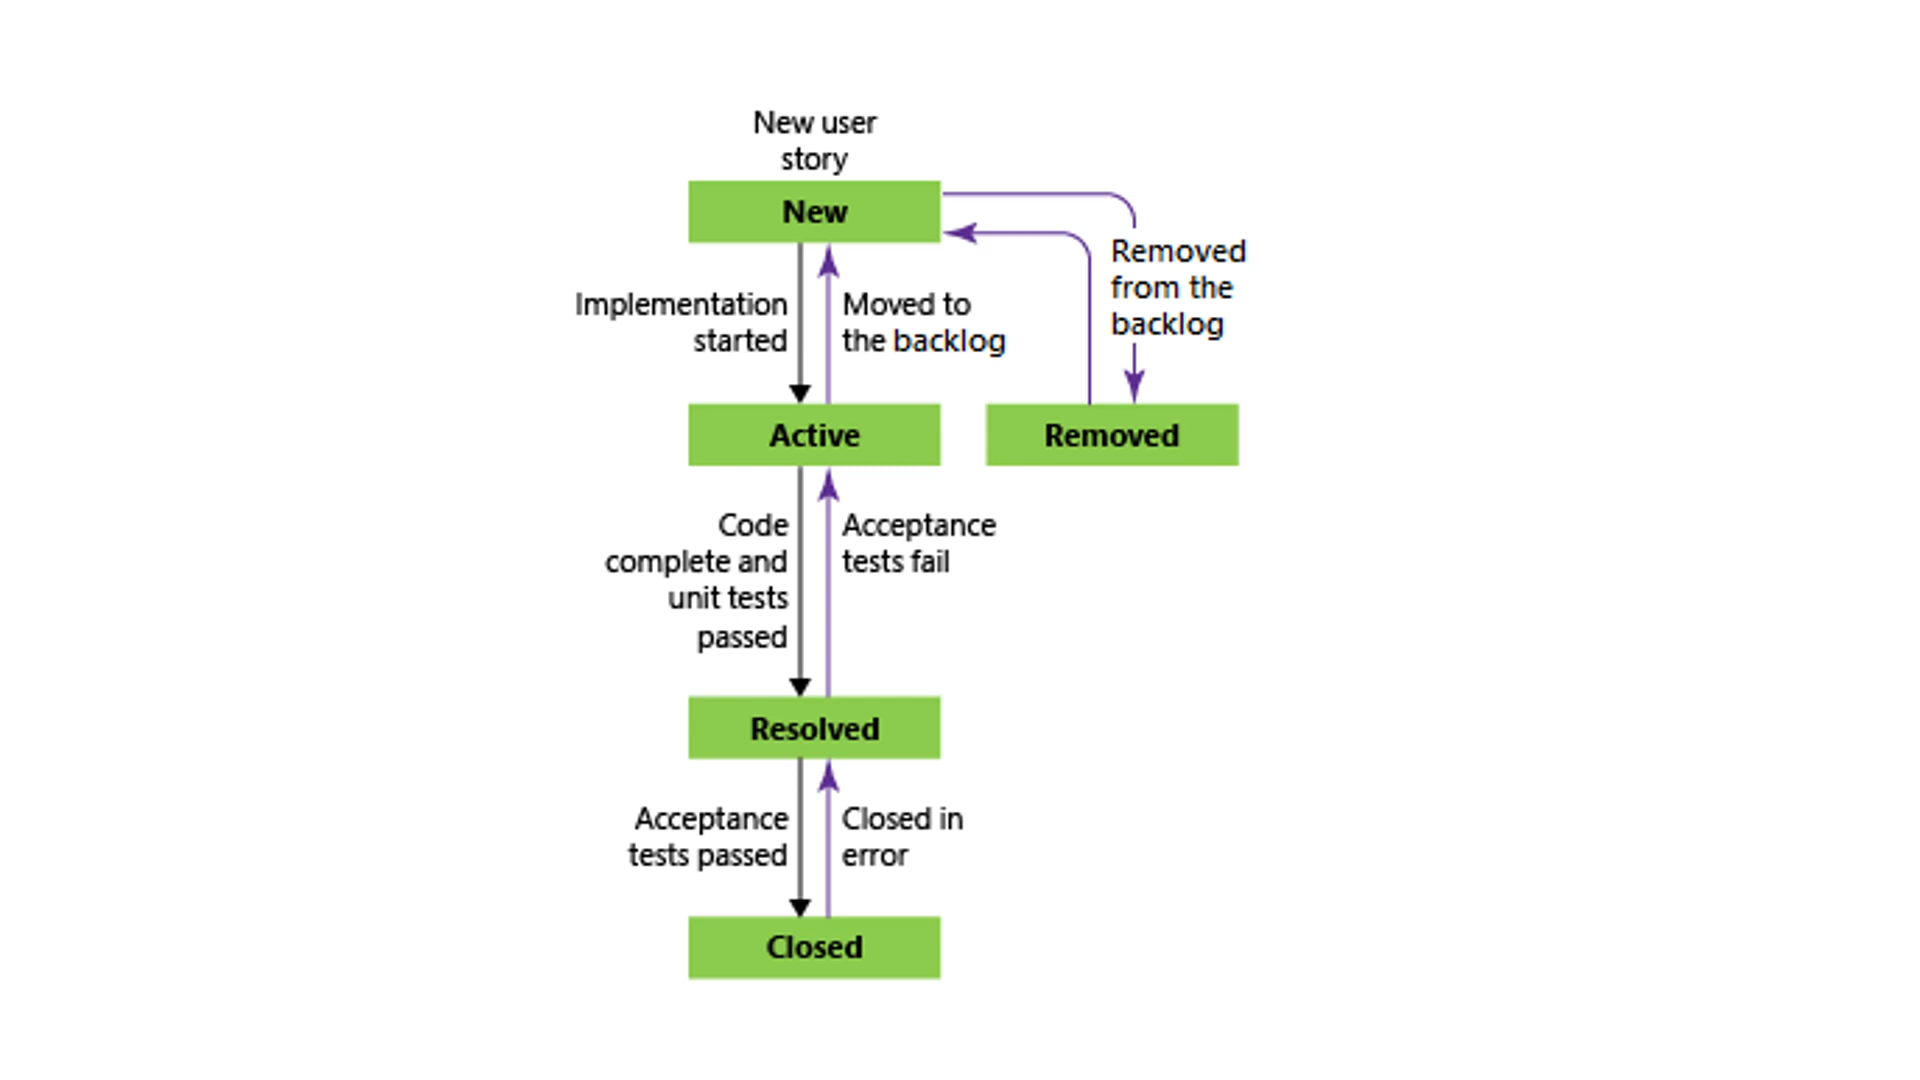 New user
story
New
Removed
from the
backlog
Implementation
started
Moved to
the backlog
Active
Removed
Code
complete and
unit tests
passed
Acceptance
tests fail
Resolved
Acceptance
tests passed
Closed in
error
Closed